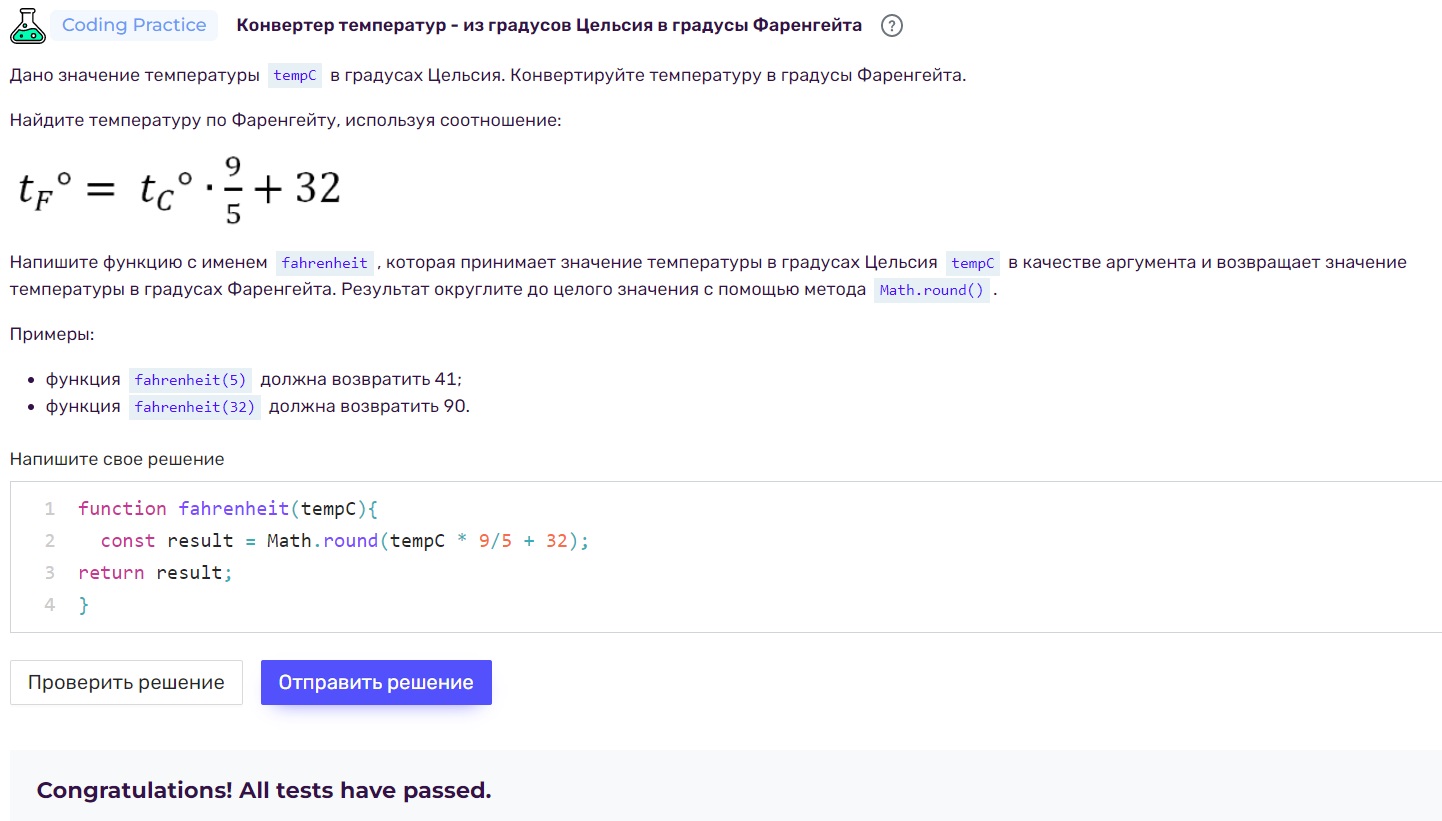 Coding Practice Конвертер температур - из градусов Цельсия в градусы Фаренгейта ?
Дано значение температуры tempC в градусах Цельсия. Конвертируйте температуру в градусы Фаренгейта.
Найдите температуру по Фаренгейту, используя соотношение:
t_F° = t_C° · 9/5 + 32
Напишите функцию с именем fahrenheit , которая принимает значение температуры в градусах Цельсия tempC в качестве аргумента и возвращает значение
температуры в градусах Фаренгейта. Результат округлите до целого значения с помощью метода Math.round() .
Примеры:
• функция fahrenheit(5) должна возвратить 41;
• функция fahrenheit(32) должна возвратить 90.
Напишите свое решение
1 function fahrenheit(tempC){
2 const result = Math.round(tempC * 9/5 + 32);
3 return result;
4 }
Проверить решение Отправить решение
Congratulations! All tests have passed.